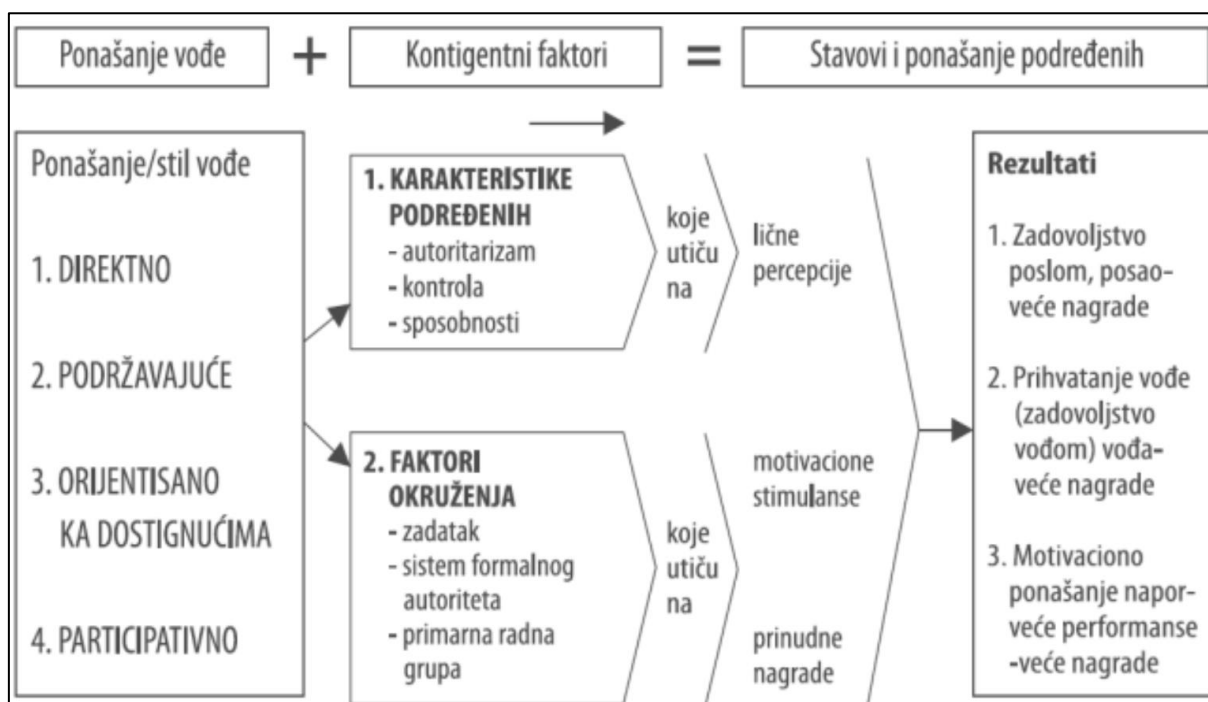 Ponašanje vođe
+
Kontigentni faktori
=
Stavovi i ponašanje podređenih
Ponašanje/stil vođe
1. DIREKTNO
2. PODRŽAVAJUĆE
3. ORIJENTISANO
KA DOSTIGNUĆIMA
4. PARTICIPATIVNO
1. KARAKTERISTIKE
PODREĐENIH
- autoritarizam
- kontrola
- sposobnosti
koje
utiču
na
lične
percepcije
2. FAKTORI
OKRUŽENJA
- zadatak
- sistem formalnog
autoriteta
- primarna radna
grupa
koje
utiču
na
motivacione
stimulanse
prinudne
nagrade
Rezultati
1. Zadovoljstvo
poslom, posao-
veće nagrade
2. Prihvatanje vođe
(zadovoljstvo
vođom) vođa-
veće nagrade
3. Motivaciono
ponašanje napor-
veće performanse
-veće nagrade